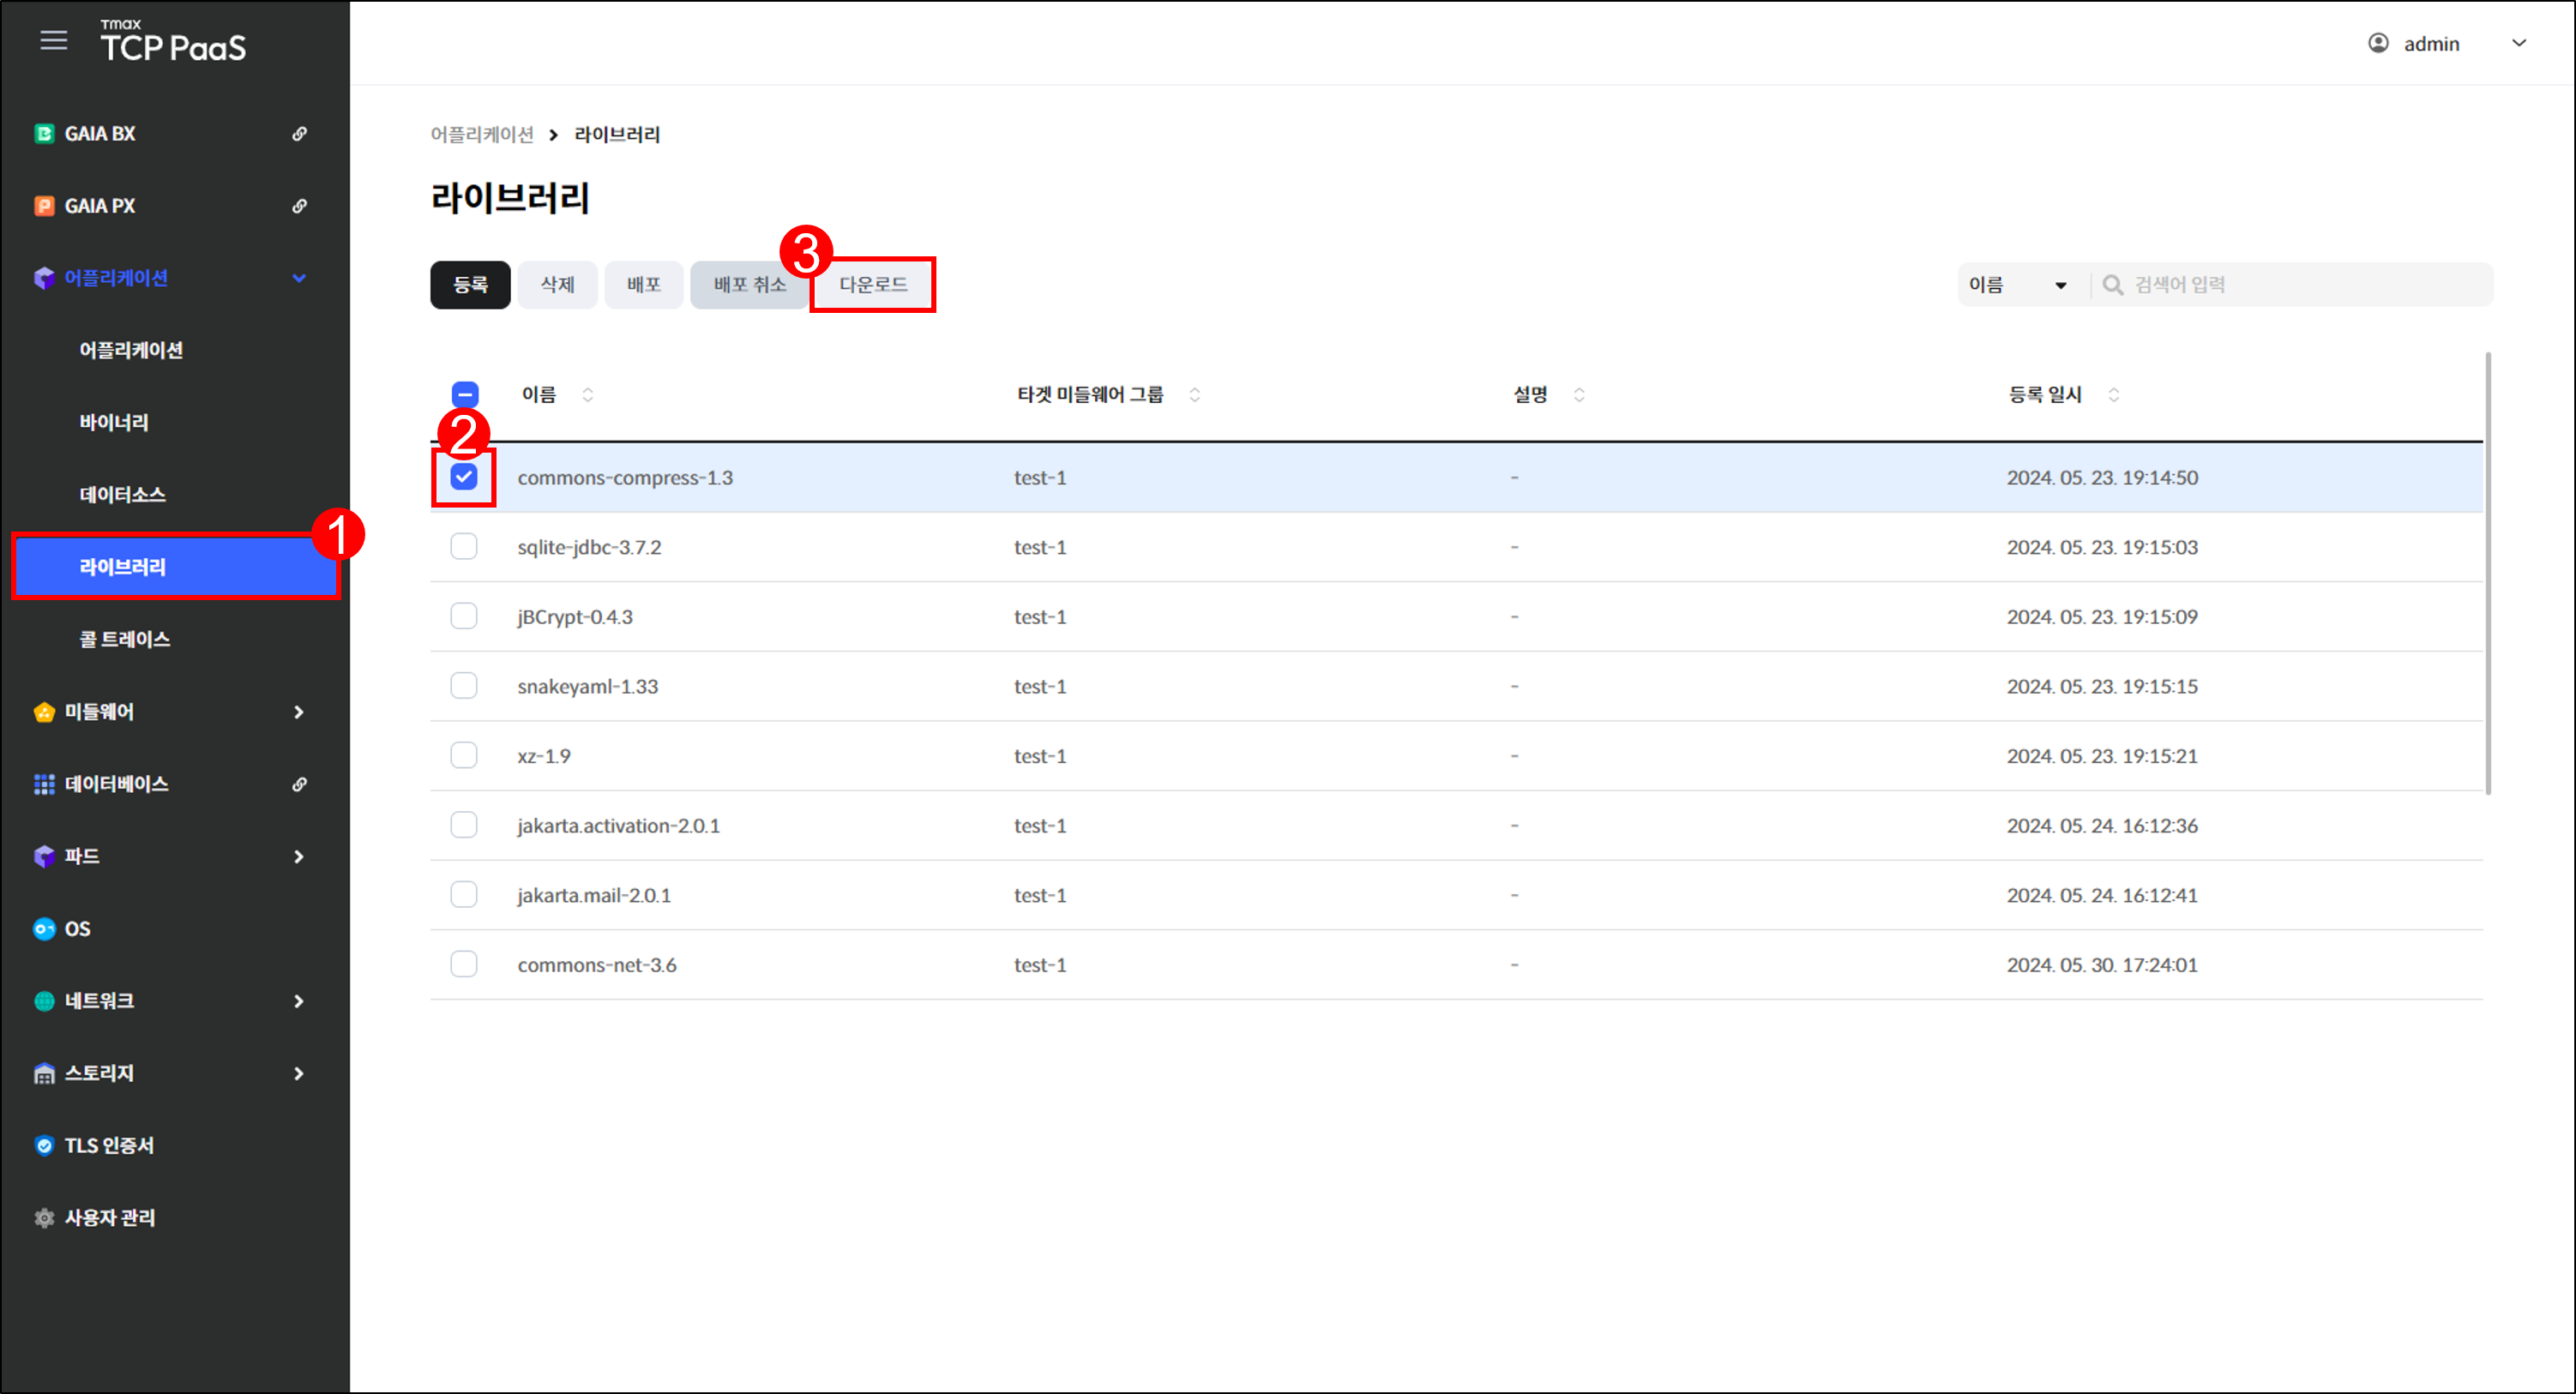 Tmax
TCP PaaS
admin
GAIA BX
GAIA PX
어플리케이션
어플리케이션
바이너리
데이터소스
1
라이브러리
콜 트레이스
미들웨어
데이터베이스
파드
OS
네트워크
스토리지
TLS 인증서
사용자 관리
어플리케이션 > 라이브러리
라이브러리
3
등록 삭제 배포 배포 취소 다운로드
이름 검색어 입력
이름 타겟 미들웨어 그룹 설명 등록 일시
2
commons-compress-1.3 test-1 - 2024. 05. 23. 19:14:50
sqlite-jdbc-3.7.2 test-1 - 2024. 05. 23. 19:15:03
jBCrypt-0.4.3 test-1 - 2024. 05. 23. 19:15:09
snakeyaml-1.33 test-1 - 2024. 05. 23. 19:15:15
xz-1.9 test-1 - 2024. 05. 23. 19:15:21
jakarta.activation-2.0.1 test-1 - 2024. 05. 24. 16:12:36
jakarta.mail-2.0.1 test-1 - 2024. 05. 24. 16:12:41
commons-net-3.6 test-1 - 2024. 05. 30. 17:24:01